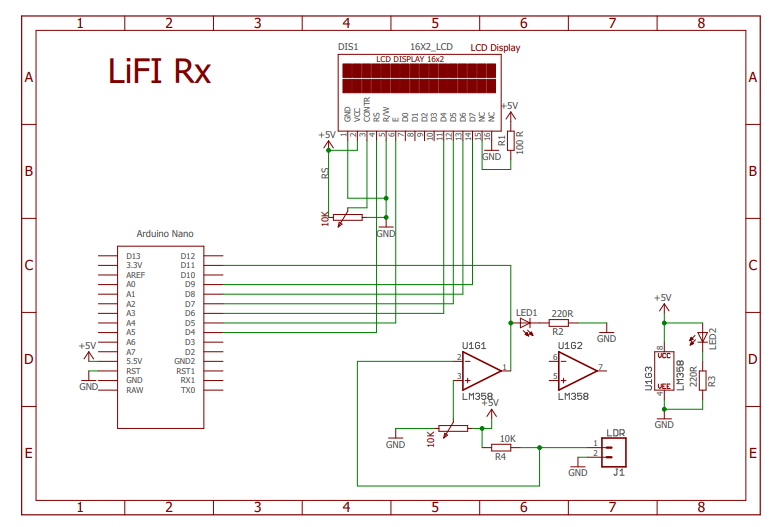 1 2 3 4 5 6 7 8
A
B
C
D
E
A
B
C
D
E
1 2 3 4 5 6 7 8
LiFI Rx
DIS1 16X2_LCD LCD Display
LCD DISPLAY 16x2
GND VCC CONTR RS R/W E D0 D1 D2 D3 D4 D5 D6 D7 NC NC
1 2 3 4 5 6 7 8 9 10 11 12 13 14 15 16
+5V
R1
100 R
GND
+5V
RS
10K
GND
Arduino Nano
D13 D12
3.3V D11
AREF D10
A0 D9
A1 D8
A2 D7
A3 D6
A4 D5
A5 D4
A6 D3
A7 D2
5.5V GND2
RST RST1
GND RX1
RAW TX0
+5V
GND
LED1
220R
R2
GND
U1G1
2
3
1
LM358
U1G2
6
5
7
LM358
+5V
LED2
8
VCC
VEE
4
U1G3
LM358
220R
R3
GND
+5V
10K
GND
10K
R4
LDR
1
2
J1
GND